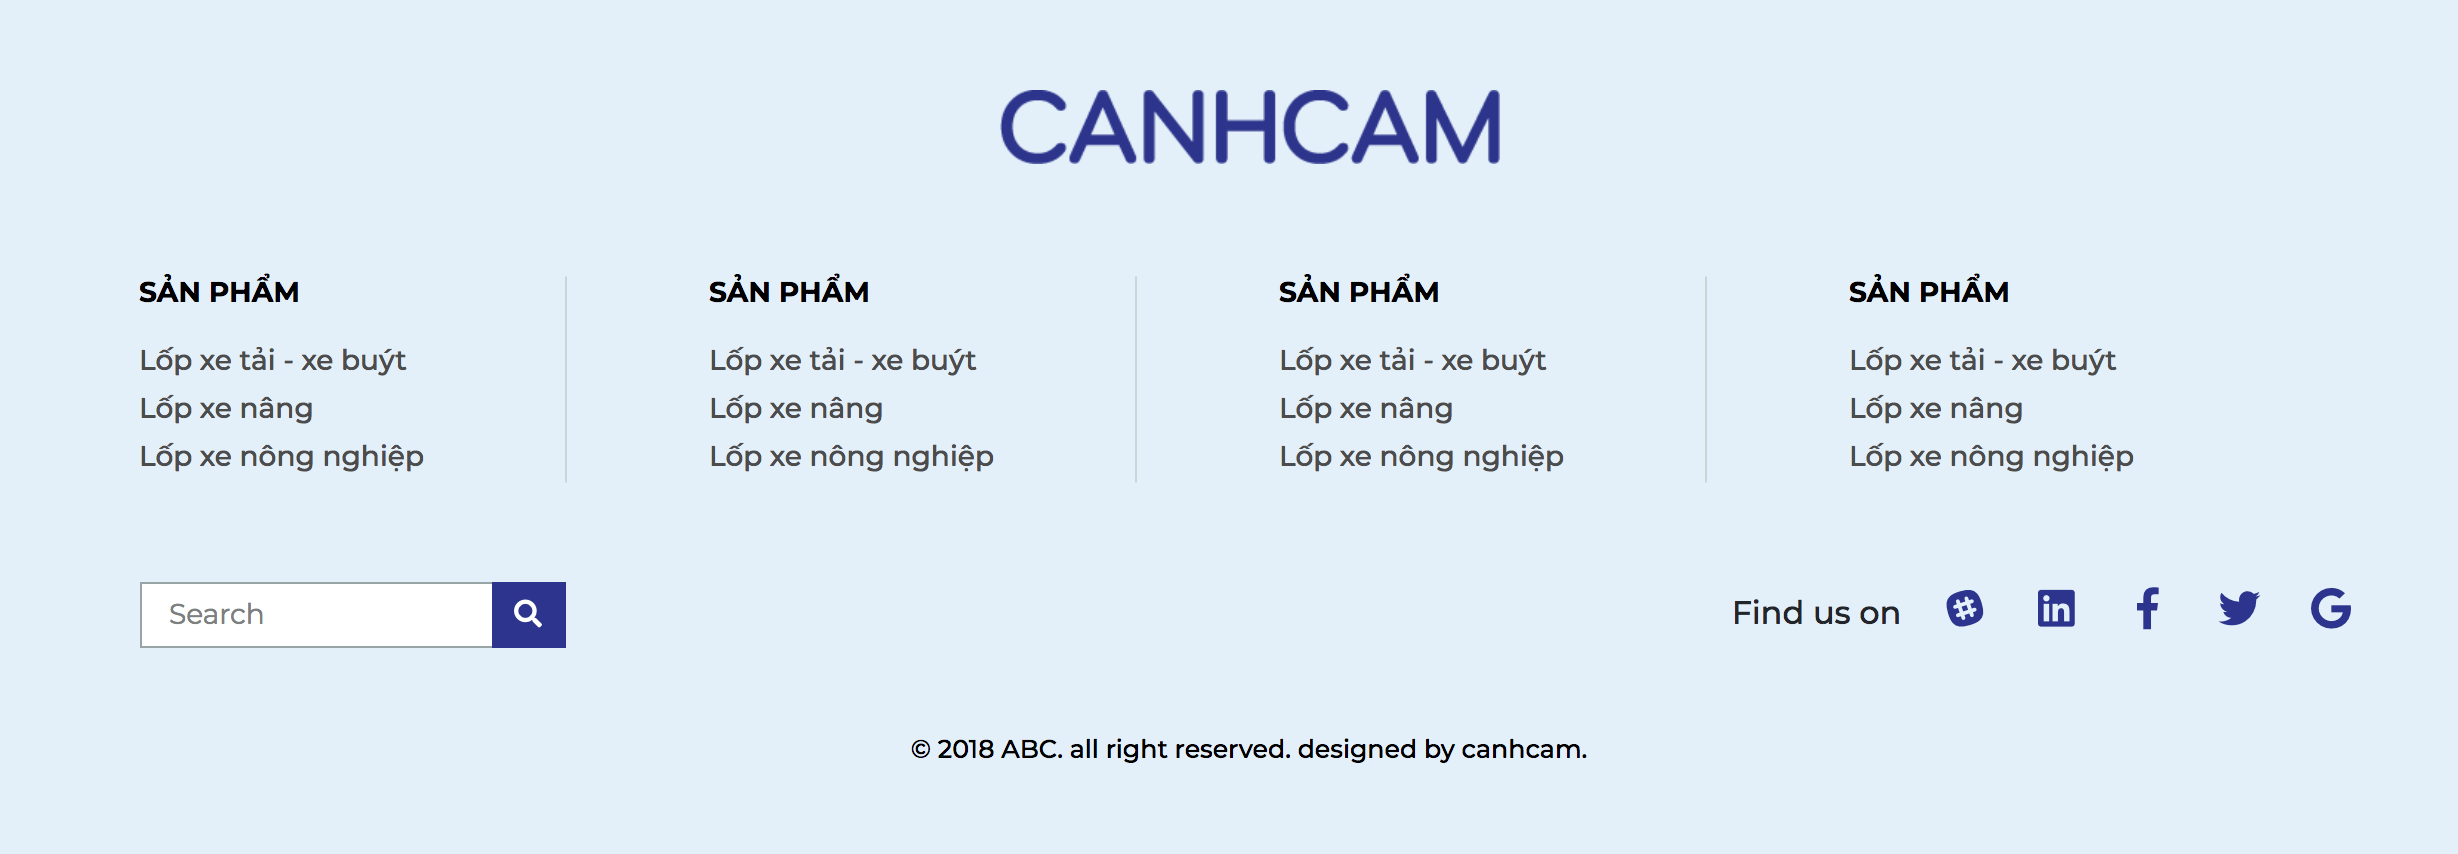 CANHCAM
SẢN PHẨM
Lốp xe tải - xe buýt
Lốp xe nâng
Lốp xe nông nghiệp
SẢN PHẨM
Lốp xe tải - xe buýt
Lốp xe nâng
Lốp xe nông nghiệp
SẢN PHẨM
Lốp xe tải - xe buýt
Lốp xe nâng
Lốp xe nông nghiệp
SẢN PHẨM
Lốp xe tải - xe buýt
Lốp xe nâng
Lốp xe nông nghiệp
Search
Find us on
© 2018 ABC. all right reserved. designed by canhcam.